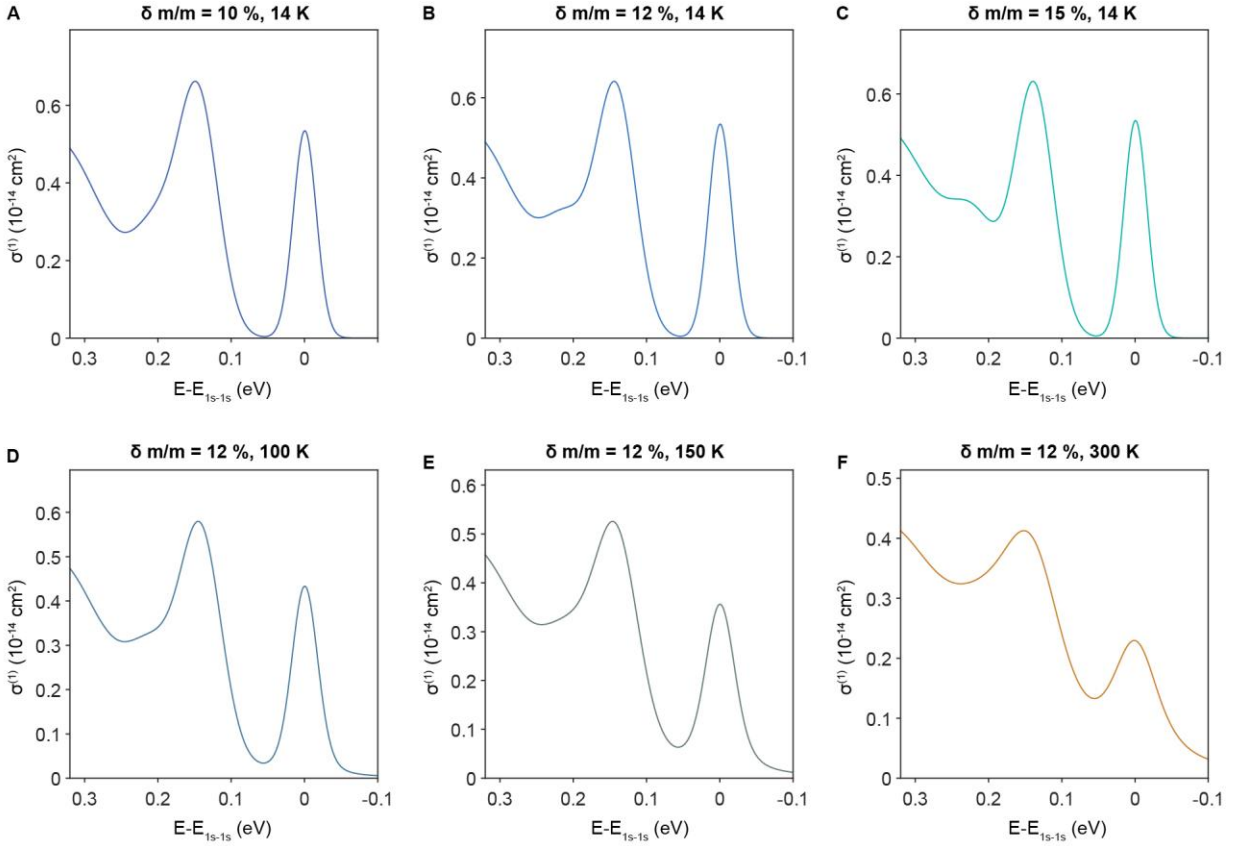 A
δ m/m = 10 %, 14 K
σ(1) (10-14 cm2)
0.6
0.4
0.2
0
0.3 0.2 0.1 0
E-E1s-1s (eV)
B
δ m/m = 12 %, 14 K
σ(1) (10-14 cm2)
0.6
0.4
0.2
0
0.3 0.2 0.1 0 -0.1
E-E1s-1s (eV)
C
δ m/m = 15 %, 14 K
σ(1) (10-14 cm2)
0.6
0.4
0.2
0
0.3 0.2 0.1 0 -0.1
E-E1s-1s (eV)
D
δ m/m = 12 %, 100 K
σ(1) (10-14 cm2)
0.6
0.5
0.4
0.3
0.2
0.1
0
0.3 0.2 0.1 0 -0.1
E-E1s-1s (eV)
E
δ m/m = 12 %, 150 K
σ(1) (10-14 cm2)
0.6
0.5
0.4
0.3
0.2
0.1
0
0.3 0.2 0.1 0 -0.1
E-E1s-1s (eV)
F
δ m/m = 12 %, 300 K
σ(1) (10-14 cm2)
0.5
0.4
0.3
0.2
0.1
0
0.3 0.2 0.1 0 -0.1
E-E1s-1s (eV)